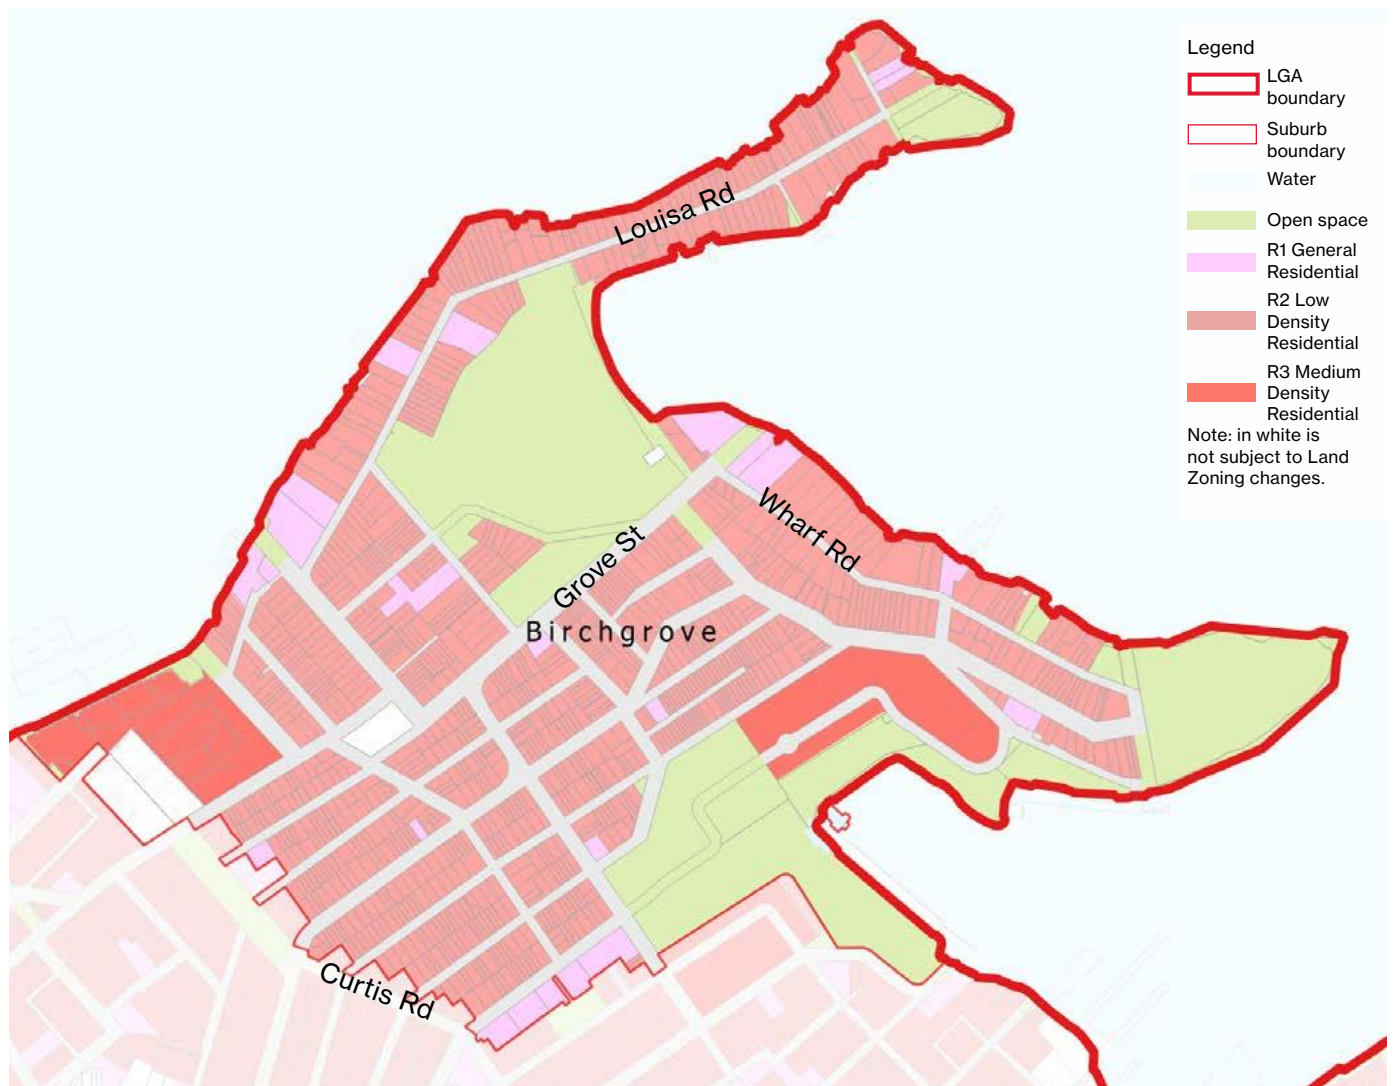 Legend
LGA
boundary
Suburb
boundary
Water
Open space
R1 General
Residential
R2 Low
Density
Residential
R3 Medium
Density
Residential
Note: in white is
not subject to Land
Zoning changes.
Louisa Rd
Wharf Rd
Grove St
Birchgrove
Curtis Rd